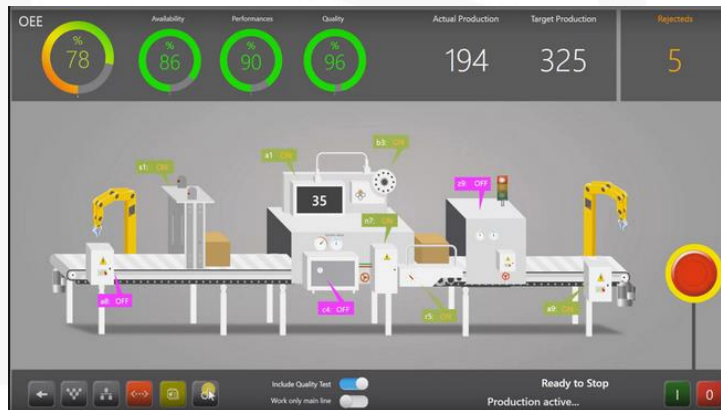 OEE
Availability
Performances
Quality
Actual Production
Target Production
Rejecteds
%
78
%
86
%
90
%
96
194
325
5
b3: ON
a1: ON
s1: ON
z9: OFF
35
n7: ON
a8: OFF
c4: OFF
r5: ON
a9: ON
Include Quality Test
Ready to Stop
Work only main line
Production active...
I
0